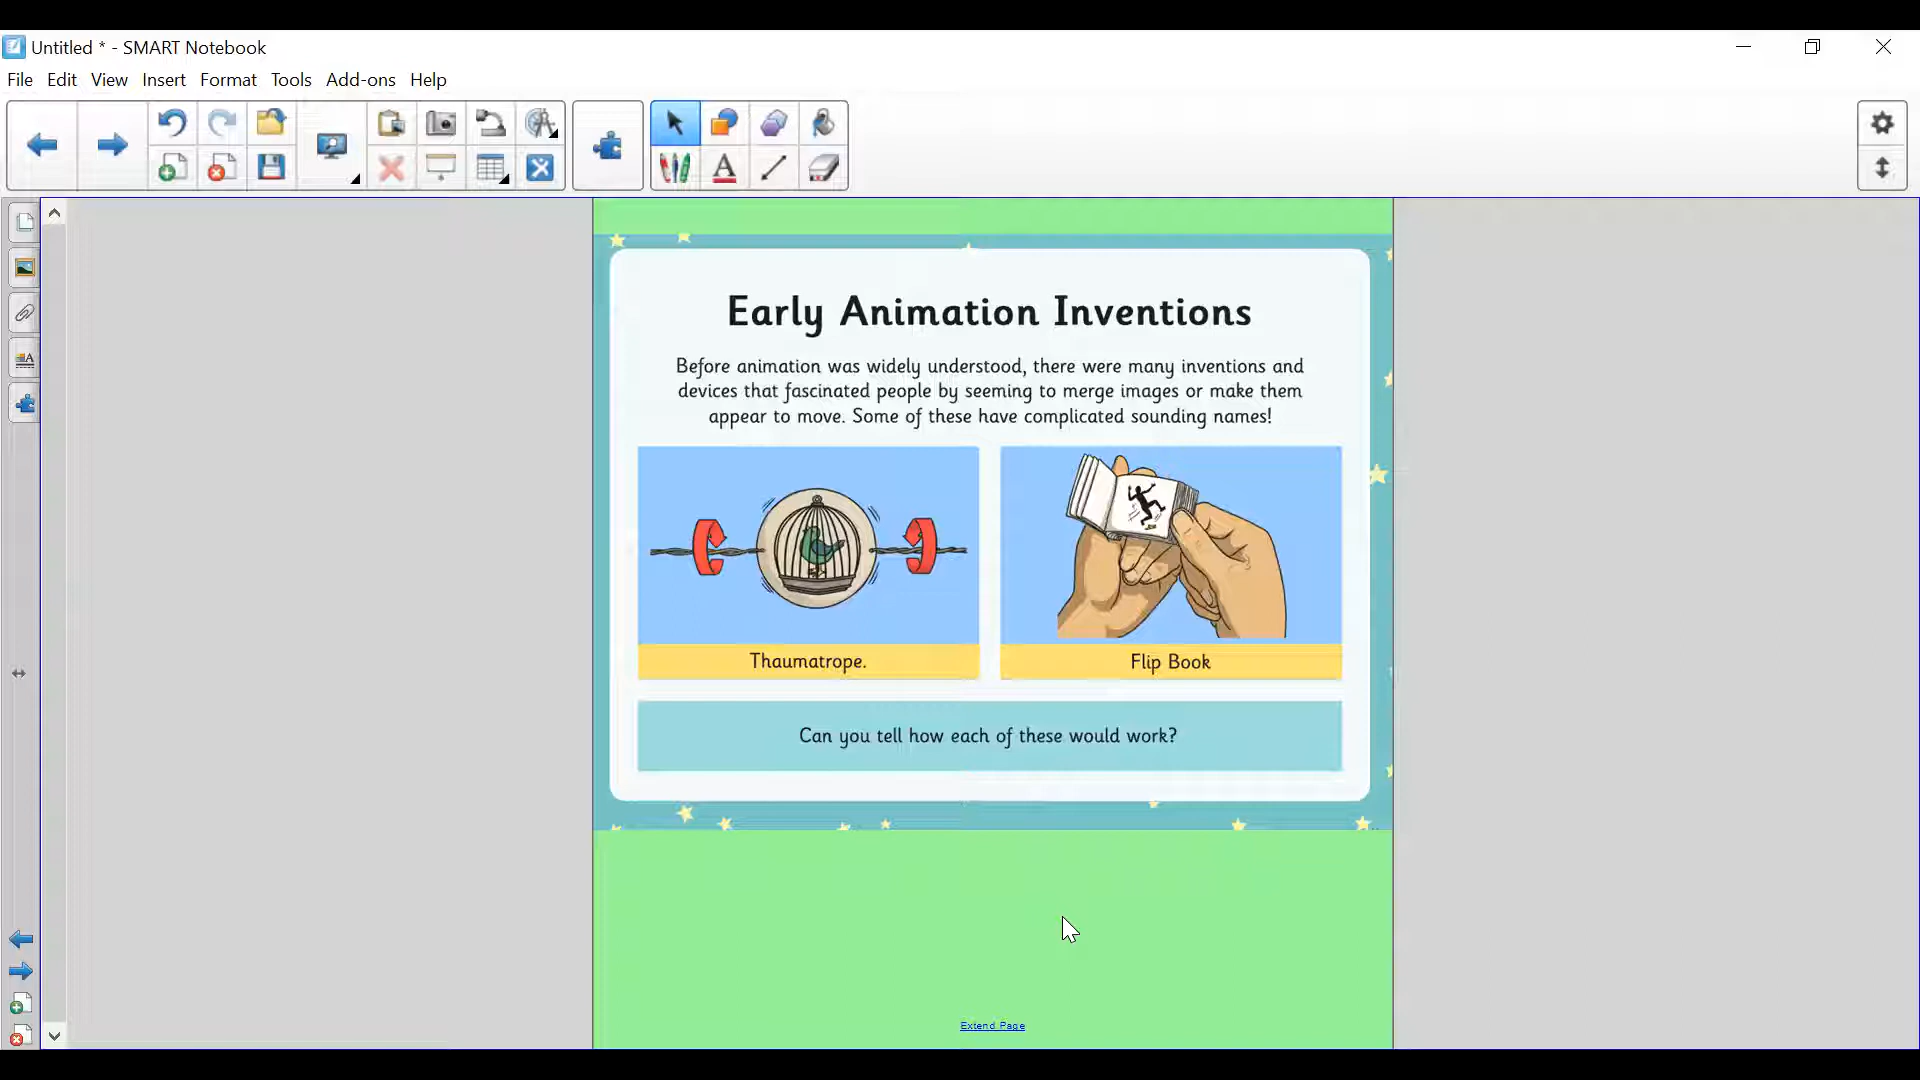 Untitled * - SMART Notebook
File Edit View Insert Format Tools Add-ons Help
Early Animation Inventions
Before animation was widely understood, there were many inventions and
devices that fascinated people by seeming to merge images or make them
appear to move. Some of these have complicated sounding names!
Thaumatrope.
Flip Book
Can you tell how each of these would work?
Extend Page